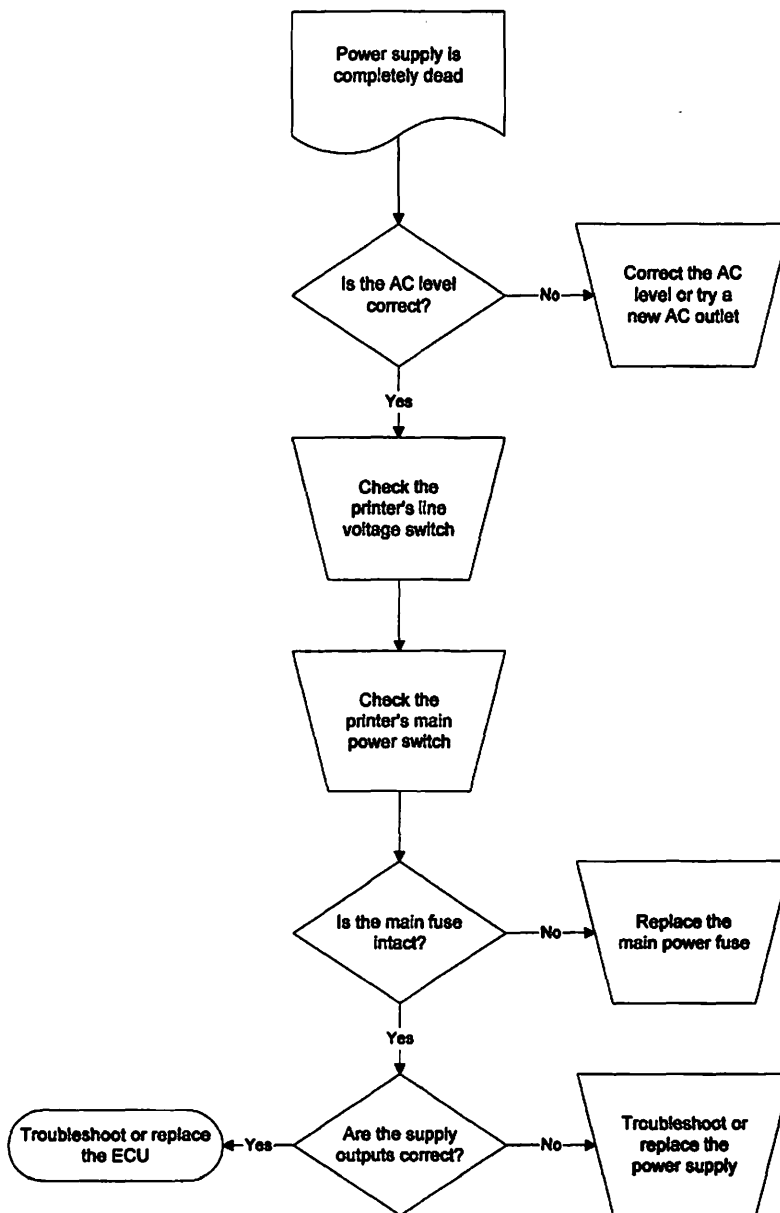 Power supply is
completely dead
Is the AC level
correct?
No
Correct the AC
level or try a
new AC outlet
Yes
Check the
printer's line
voltage switch
Check the
printer's main
power switch
Is the main fuse
intact?
No
Replace the
main power fuse
Yes
Troubleshoot or replace
the ECU
Yes
Are the supply
outputs correct?
No
Troubleshoot or
replace the
power supply